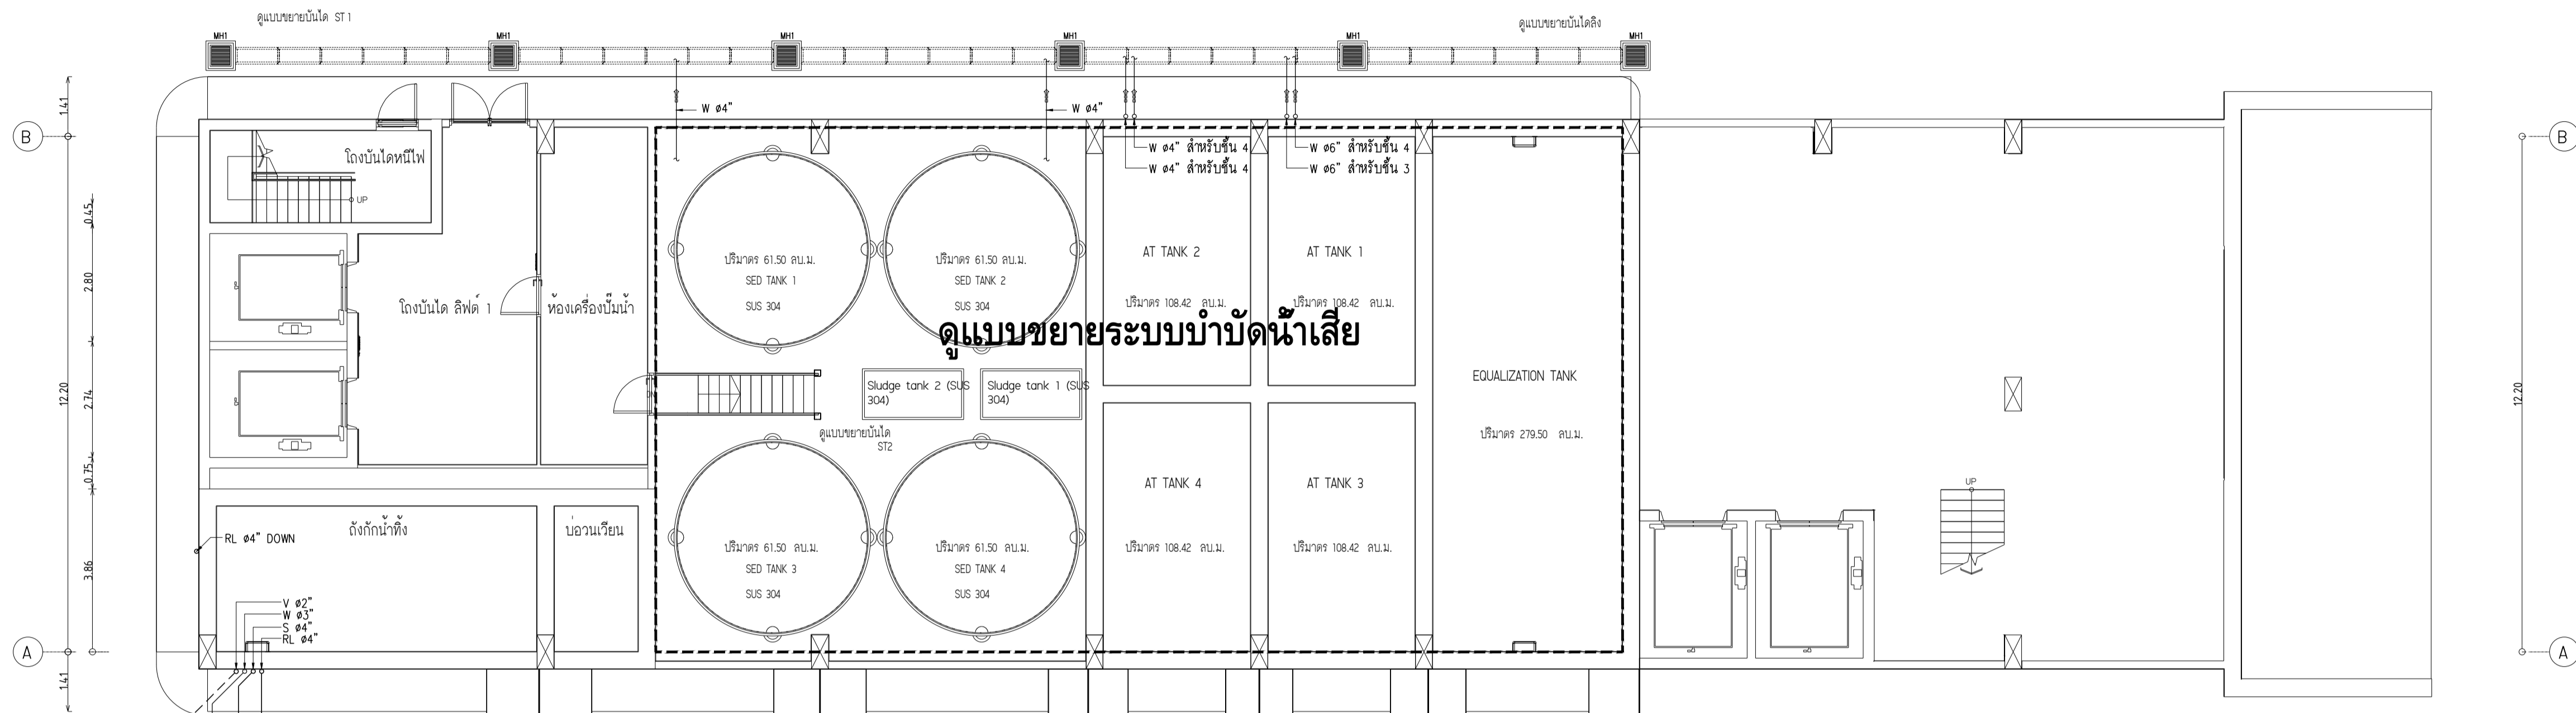 ดูแบบขยายบันได ST1
ดูแบบขยายบันไดลิง
MH1
MH1
MH1
MH1
MH1
MH1
1.41
B
B
W ø4"
W ø4"
W ø4" สำหรับชั้น 4
W ø4" สำหรับชั้น 4
W ø6" สำหรับชั้น 4
W ø6" สำหรับชั้น 3
โถงบันไดหนีไฟ
UP
0.45
2.80
12.20
2.74
0.75
3.86
1.41
12.20
โถงบันได ลิฟต์ 1
ห้องเครื่องปั๊มน้ำ
ปริมาตร 61.50 ลบ.ม.
SED TANK 1
SUS 304
ปริมาตร 61.50 ลบ.ม.
SED TANK 2
SUS 304
AT TANK 2
ปริมาตร 108.42 ลบ.ม.
AT TANK 1
ปริมาตร 108.42 ลบ.ม.
ดูแบบขยายระบบบำบัดน้ำเสีย
EQUALIZATION TANK
ปริมาตร 279.50 ลบ.ม.
DN
Sludge tank 2 (SUS
304)
Sludge tank 1 (SUS
304)
ดูแบบขยายบันได
ST2
ถังกักน้ำทิ้ง
บ่อวนเวียน
ปริมาตร 61.50 ลบ.ม.
SED TANK 3
SUS 304
ปริมาตร 61.50 ลบ.ม.
SED TANK 4
SUS 304
AT TANK 4
ปริมาตร 108.42 ลบ.ม.
AT TANK 3
ปริมาตร 108.42 ลบ.ม.
UP
RL ø4" DOWN
V ø2"
W ø3"
S ø4"
RL ø4"
A
A